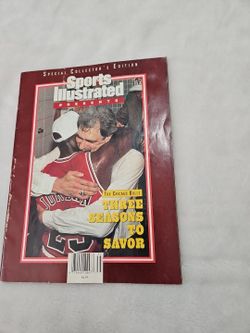 SPECIAL COLLECTOR'S EDITION
Sports
Illustrated
PRESENTS
THE CHICAGO BULLS
THREE
SEASONS
TO
SAVOR
JORDAN
23